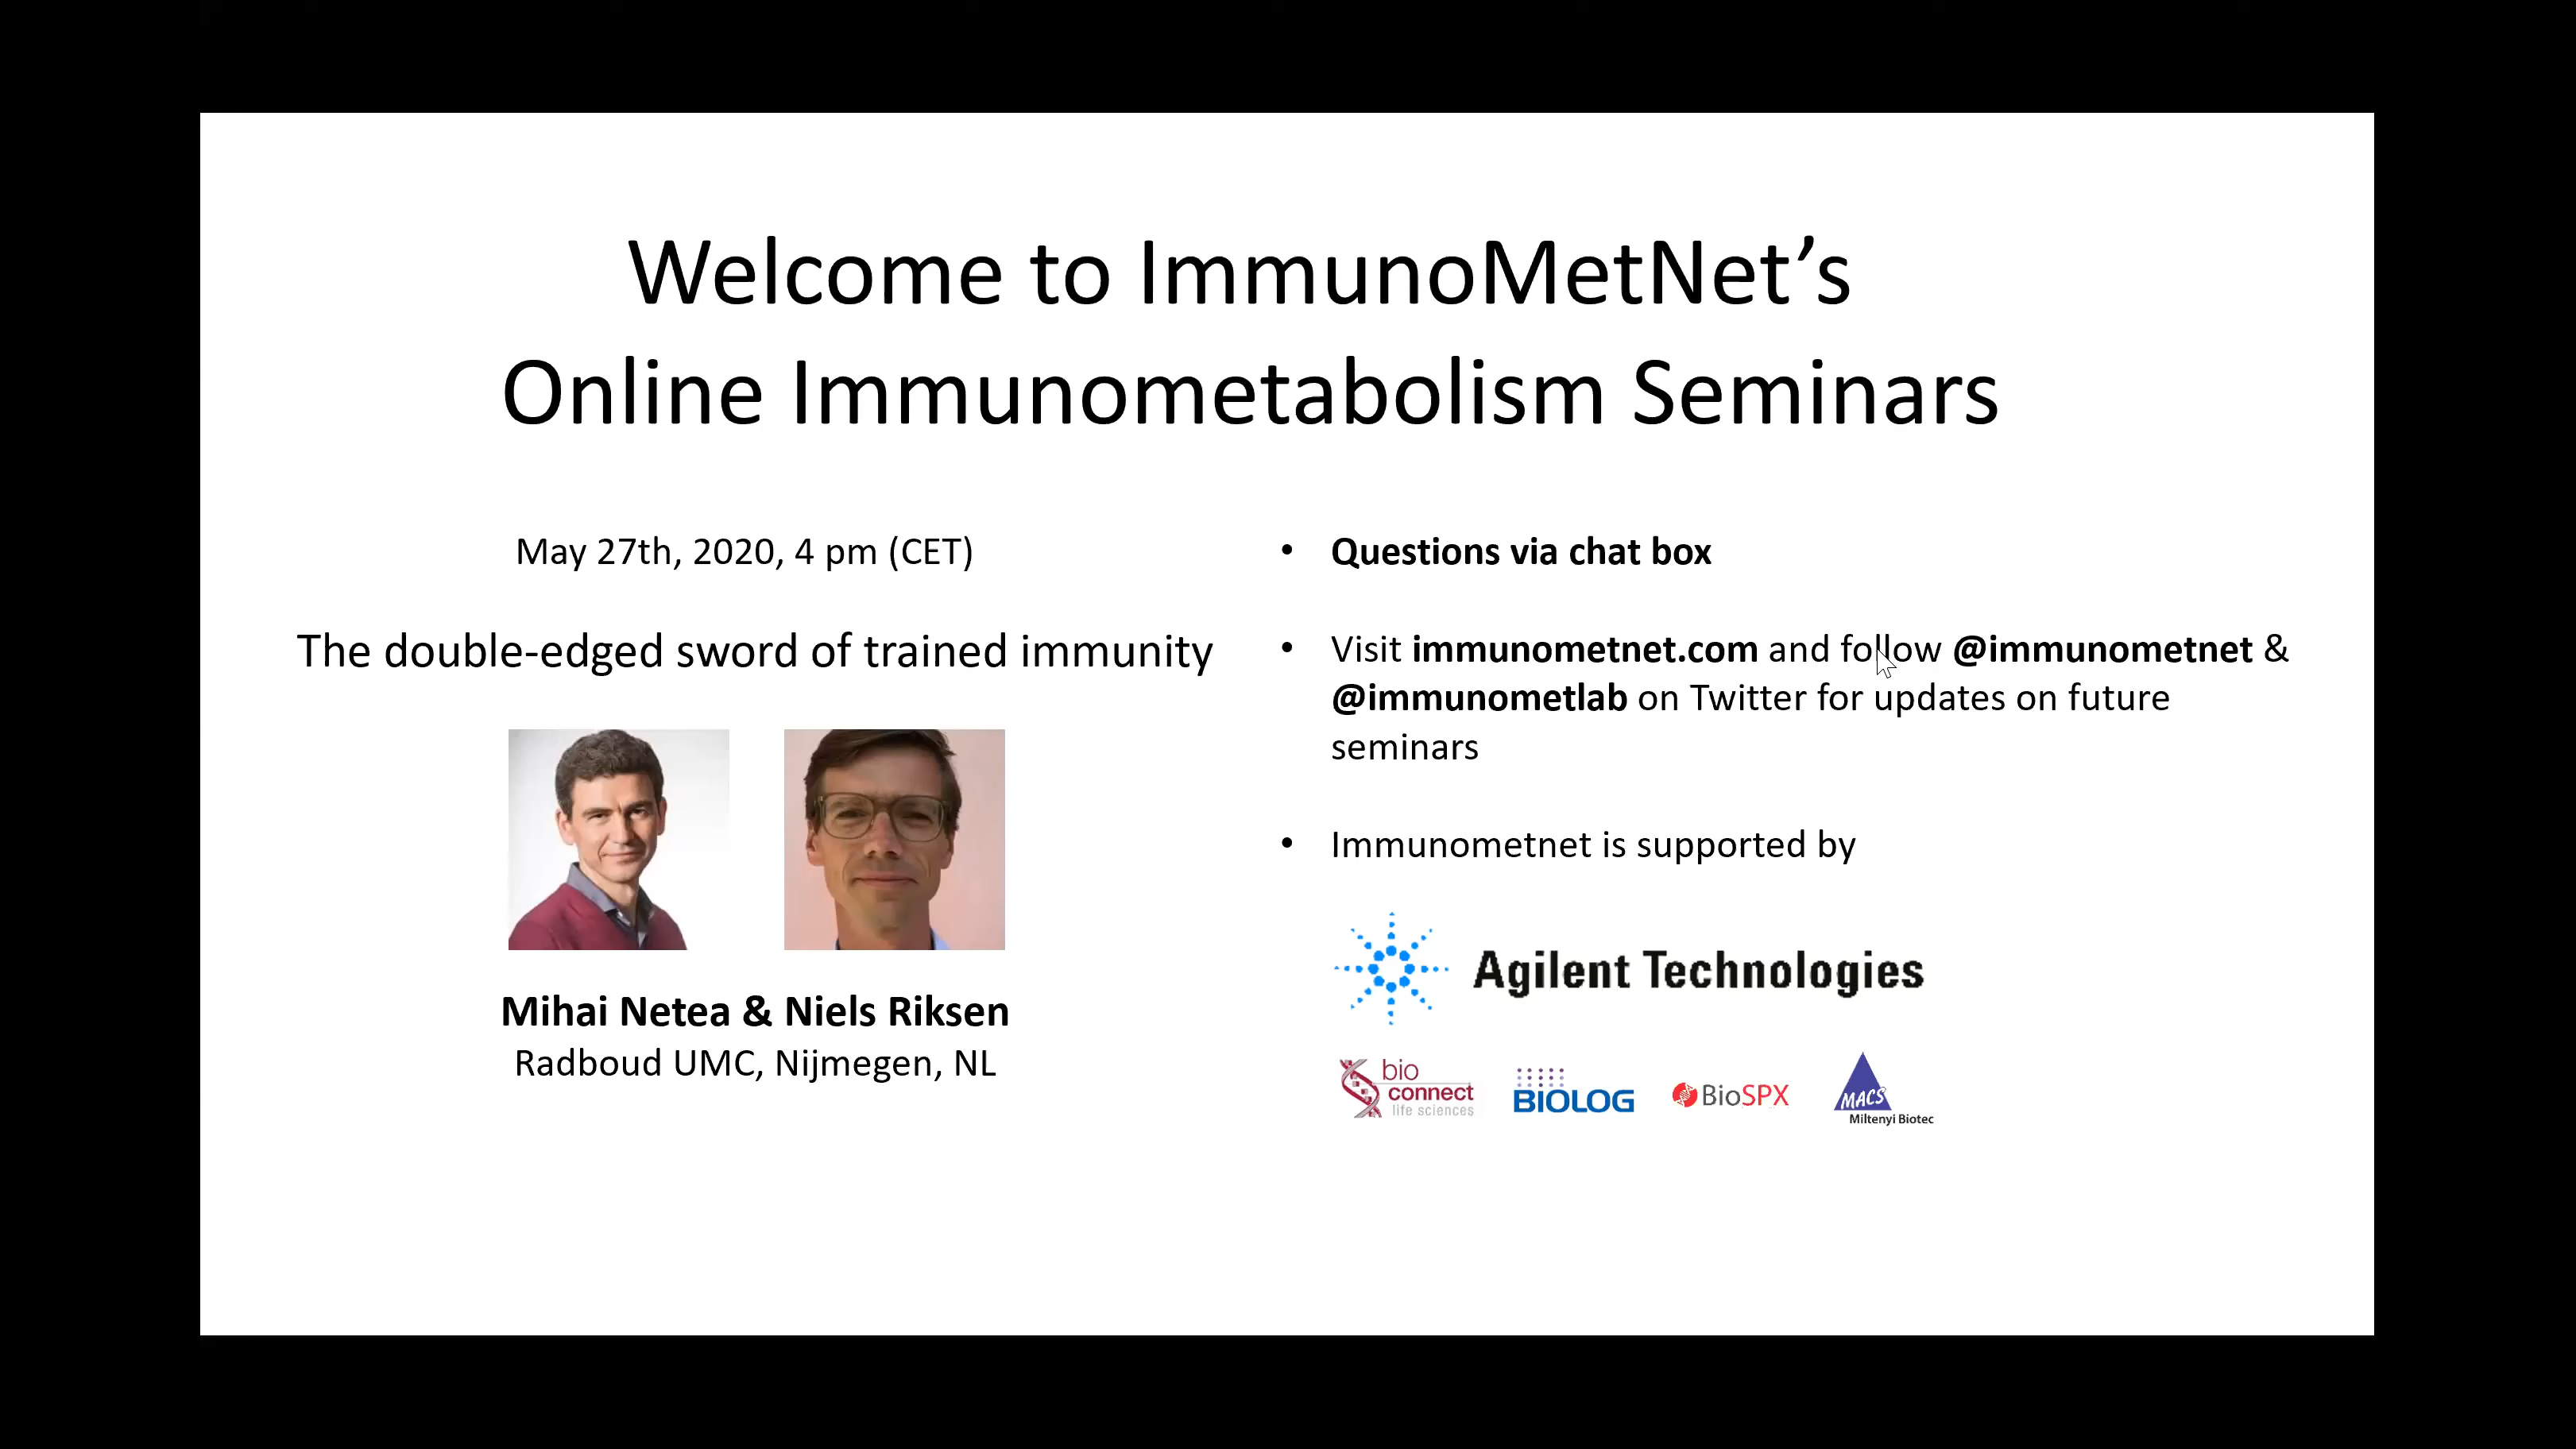 Welcome to ImmunoMetNet’s
Online Immunometabolism Seminars
May 27th, 2020, 4 pm (CET)
The double-edged sword of trained immunity
Mihai Netea & Niels Riksen
Radboud UMC, Nijmegen, NL
• Questions via chat box
• Visit immunometnet.com and follow @immunometnet &
@immunometlab on Twitter for updates on future
seminars
• Immunometnet is supported by
Agilent Technologies
bio
connect
life sciences
BIOLOG
BioSPX
MACS
Miltenyi Biotec